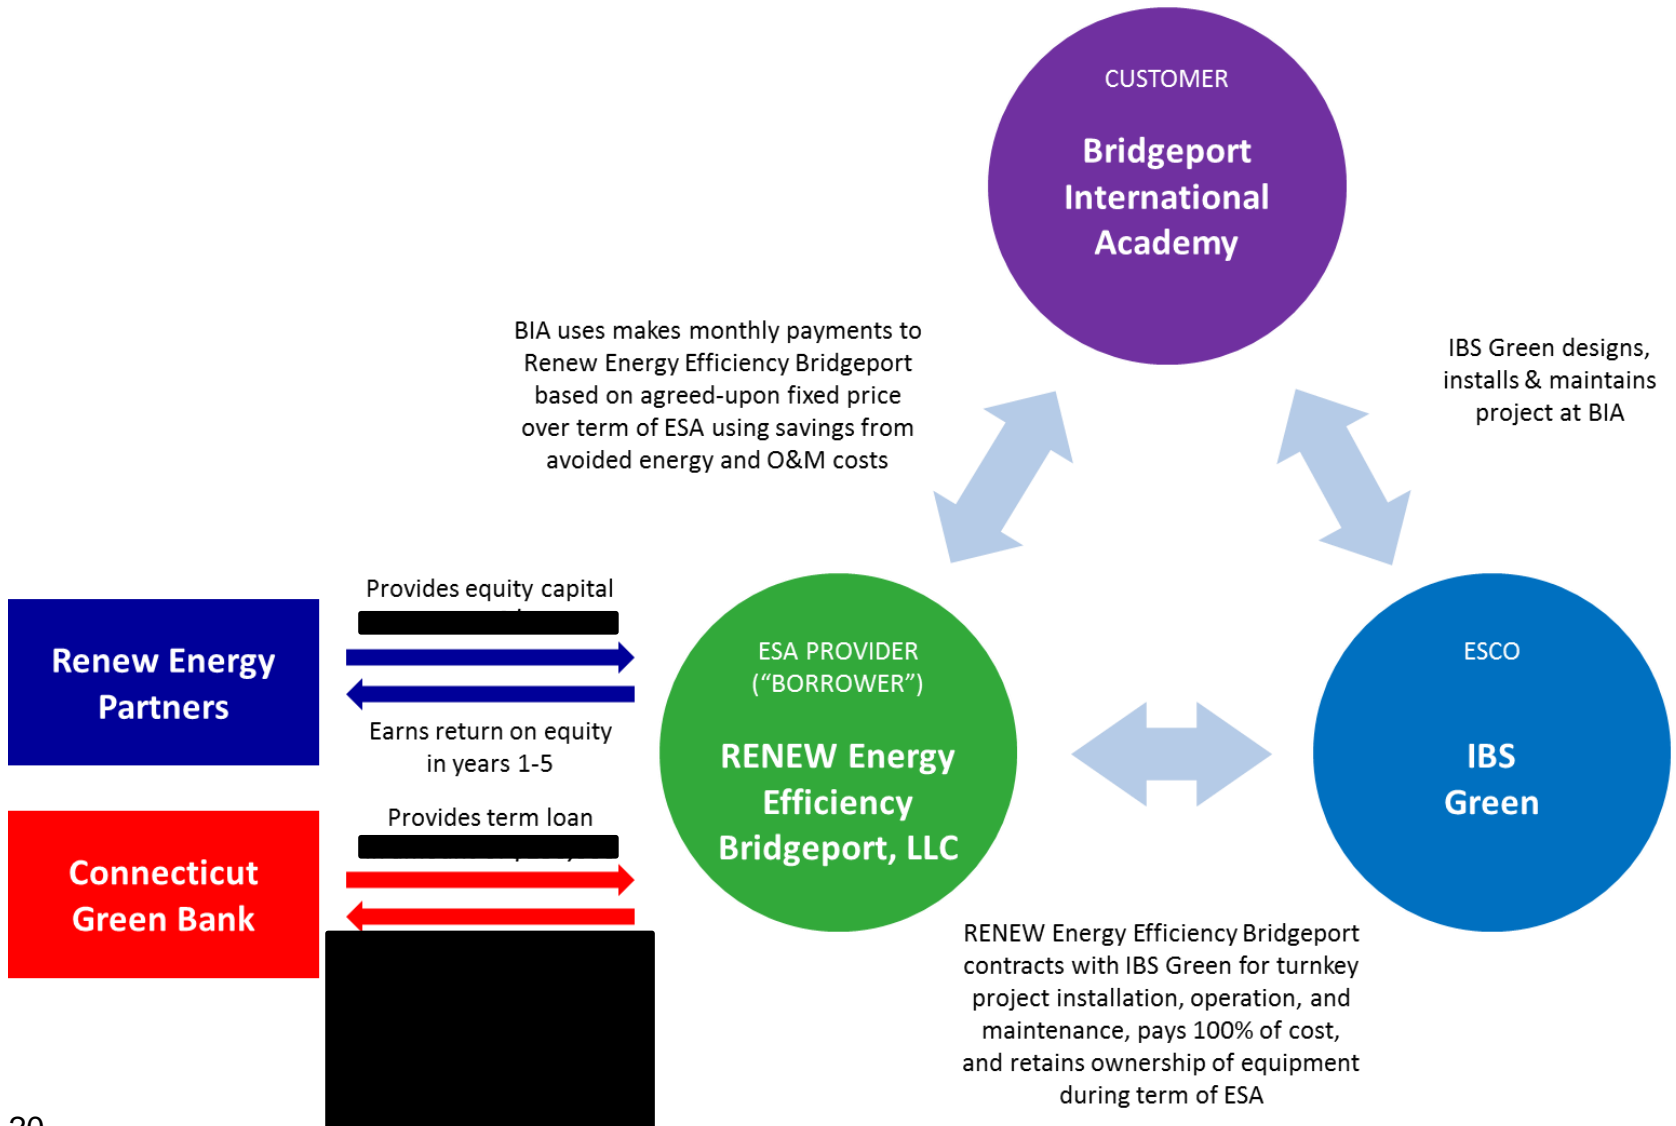 CUSTOMER
Bridgeport
International
Academy
BIA uses makes monthly payments to
Renew Energy Efficiency Bridgeport
based on agreed-upon fixed price
over term of ESA using savings from
avoided energy and O&M costs
IBS Green designs,
installs & maintains
project at BIA
Provides equity capital
Renew Energy
Partners
Earns return on equity
in years 1-5
Provides term loan
Connecticut
Green Bank
ESA PROVIDER
(“BORROWER”)
RENEW Energy
Efficiency
Bridgeport, LLC
ESCO
IBS
Green
RENEW Energy Efficiency Bridgeport
contracts with IBS Green for turnkey
project installation, operation, and
maintenance, pays 100% of cost,
and retains ownership of equipment
during term of ESA